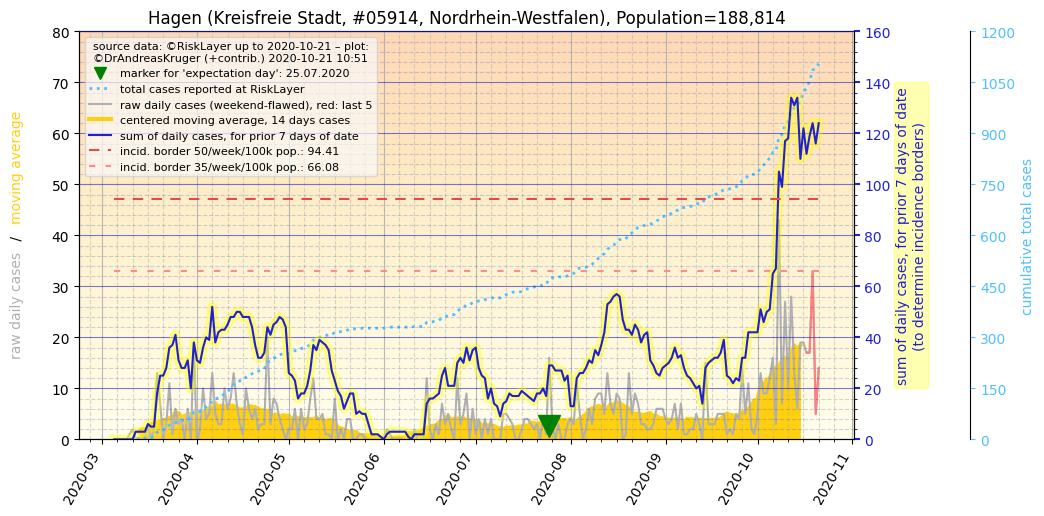 Hagen (Kreisfreie Stadt, #05914, Nordrhein-Westfalen), Population=188,814
source data: ©RiskLayer up to 2020-10-21 – plot:
©DrAndreasKruger (+contrib.) 2020-10-21 10:51
marker for 'expectation day': 25.07.2020
total cases reported at RiskLayer
raw daily cases (weekend-flawed), red: last 5
centered moving average, 14 days cases
sum of daily cases, for prior 7 days of date
incid. border 50/week/100k pop.: 94.41
incid. border 35/week/100k pop.: 66.08
raw daily cases / moving average
80
70
60
50
40
30
20
10
0
2020-03
2020-04
2020-05
2020-06
2020-07
2020-08
2020-09
2020-10
2020-11
160
140
120
100
80
60
40
20
0
sum of daily cases, for prior 7 days of date
(to determine incidence borders)
1200
1050
900
750
600
450
300
150
0
cumulative total cases